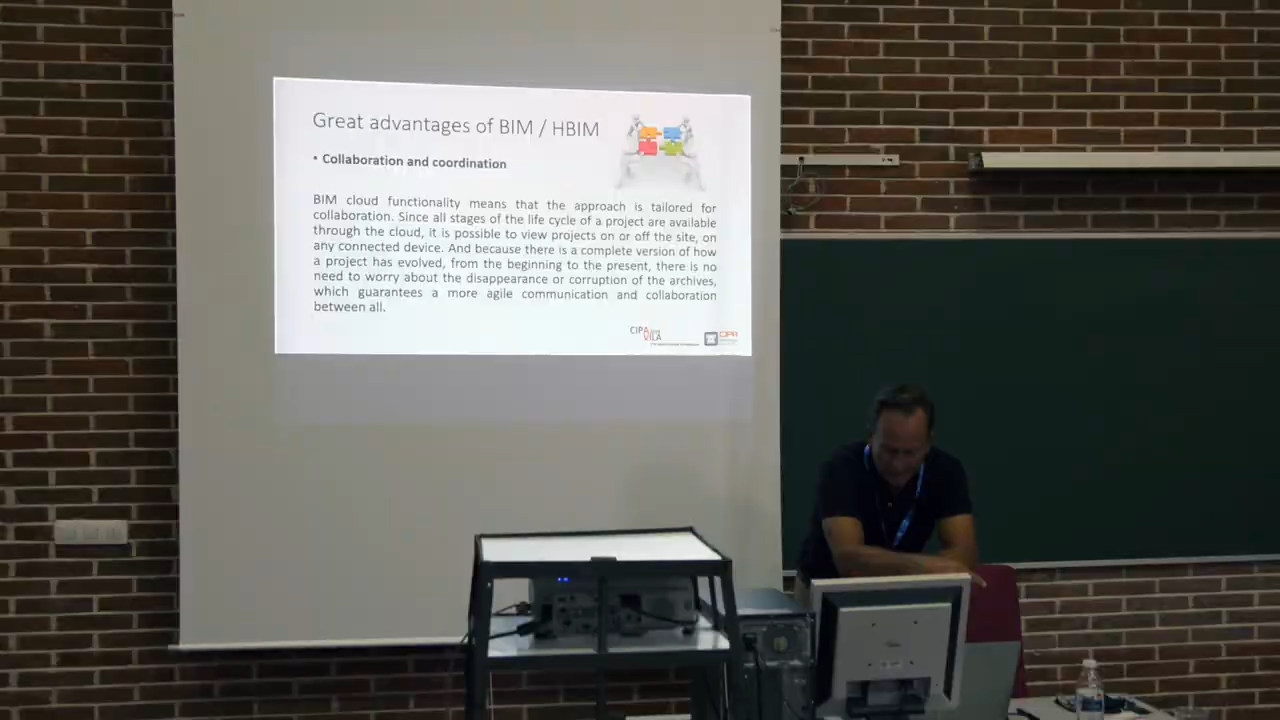 Great advantages of BIM / HBIM
• Collaboration and coordination
BIM cloud functionality means that the approach is tailored for
collaboration. Since all stages of the life cycle of a project are available
through the cloud, it is possible to view projects on or off the site, on
any connected device. And because there is a complete version of how
a project has evolved, from the beginning to the present, there is no
need to worry about the disappearance or corruption of the archives,
which guarantees a more agile communication and collaboration
between all.
CIPA
VILA
CIPA